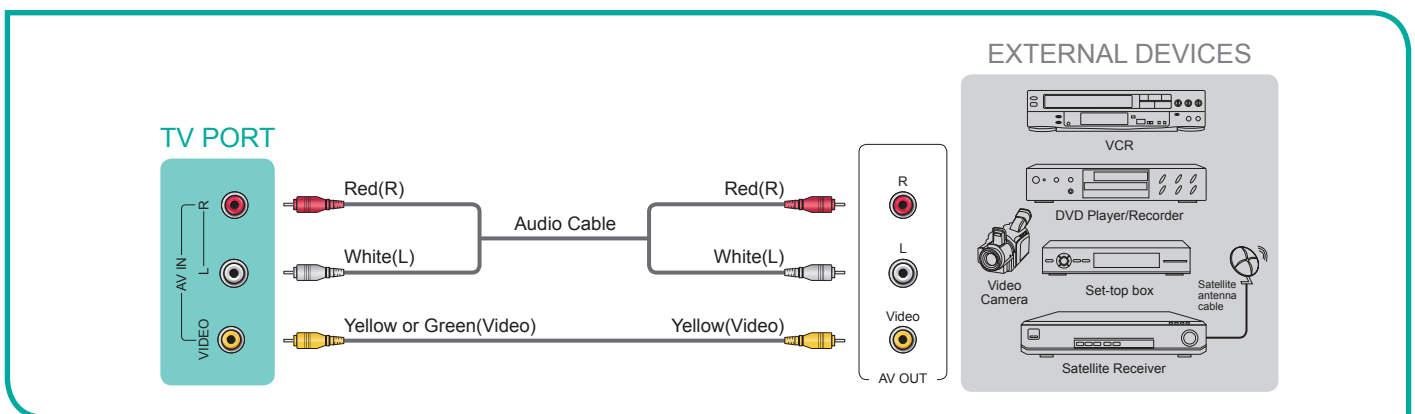 EXTERNAL DEVICES
VCR
DVD Player/Recorder
Video
Camera
Set-top box
Satellite
antenna
cable
Satellite Receiver
TV PORT
AV IN
R
L
VIDEO
Red(R)
White(L)
Yellow or Green(Video)
Audio Cable
Red(R)
White(L)
Yellow(Video)
R
L
Video
AV OUT